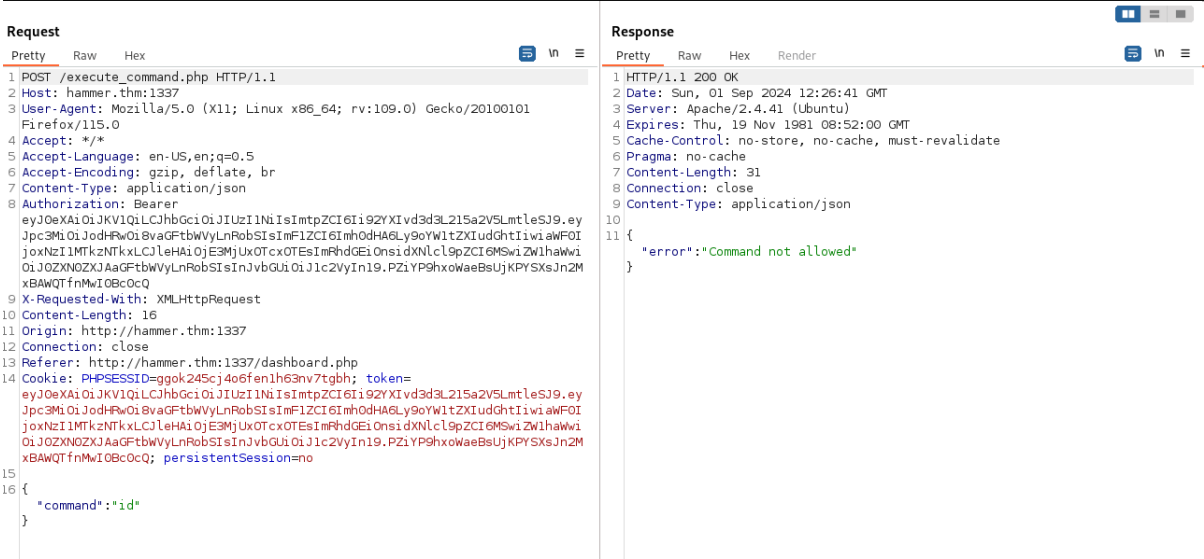 Request
Pretty Raw Hex \n
1 POST /execute_command.php HTTP/1.1
2 Host: hammer.thm:1337
3 User-Agent: Mozilla/5.0 (X11; Linux x86_64; rv:109.0) Gecko/20100101
Firefox/115.0
4 Accept: */*
5 Accept-Language: en-US,en;q=0.5
6 Accept-Encoding: gzip, deflate, br
7 Content-Type: application/json
8 Authorization: Bearer
eyJ0eXAiOiJKV1QiLCJhbGciOiJIUzI1NiIsImtpZCI6Ii92YXIvd3d3L215a2V5LmtleSJ9.ey
Jpc3MiOiJodHRwOi8vaGFtbWVyLnRobSIsImF1ZCI6Imh0dHA6Ly9oYW1tZXIudGhtIiwiaWF0I
joxNzI1MTkzNTkxLCJleHAiOjE3MjUxOTcxOTEsImRhdGEiOnsidXNlcl9pZCI6MSwiZW1haWwi
OiJ0ZXN0ZXJAaGFtbWVyLnRobSIsInJvbGUiOiJ1c2VyIn19.PZiYP9hxoWaeBsUjKPYSXsJn2M
xBAWQTfnMwI0BcOcQ
9 X-Requested-With: XMLHttpRequest
10 Content-Length: 16
11 Origin: http://hammer.thm:1337
12 Connection: close
13 Referer: http://hammer.thm:1337/dashboard.php
14 Cookie: PHPSESSID=ggok245cj4o6fen1h63nv7tgbh; token=
eyJ0eXAiOiJKV1QiLCJhbGciOiJIUzI1NiIsImtpZCI6Ii92YXIvd3d3L215a2V5LmtleSJ9.ey
Jpc3MiOiJodHRwOi8vaGFtbWVyLnRobSIsImF1ZCI6Imh0dHA6Ly9oYW1tZXIudGhtIiwiaWF0I
joxNzI1MTkzNTkxLCJleHAiOjE3MjUxOTcxOTEsImRhdGEiOnsidXNlcl9pZCI6MSwiZW1haWwi
OiJ0ZXN0ZXJAaGFtbWVyLnRobSIsInJvbGUiOiJ1c2VyIn19.PZiYP9hxoWaeBsUjKPYSXsJn2M
xBAWQTfnMwI0BcOcQ; persistentSession=no
15
16 {
"command":"id"
}
Response
Pretty Raw Hex Render \n
1 HTTP/1.1 200 OK
2 Date: Sun, 01 Sep 2024 12:26:41 GMT
3 Server: Apache/2.4.41 (Ubuntu)
4 Expires: Thu, 19 Nov 1981 08:52:00 GMT
5 Cache-Control: no-store, no-cache, must-revalidate
6 Pragma: no-cache
7 Content-Length: 31
8 Connection: close
9 Content-Type: application/json
10
11 {
"error":"Command not allowed"
}